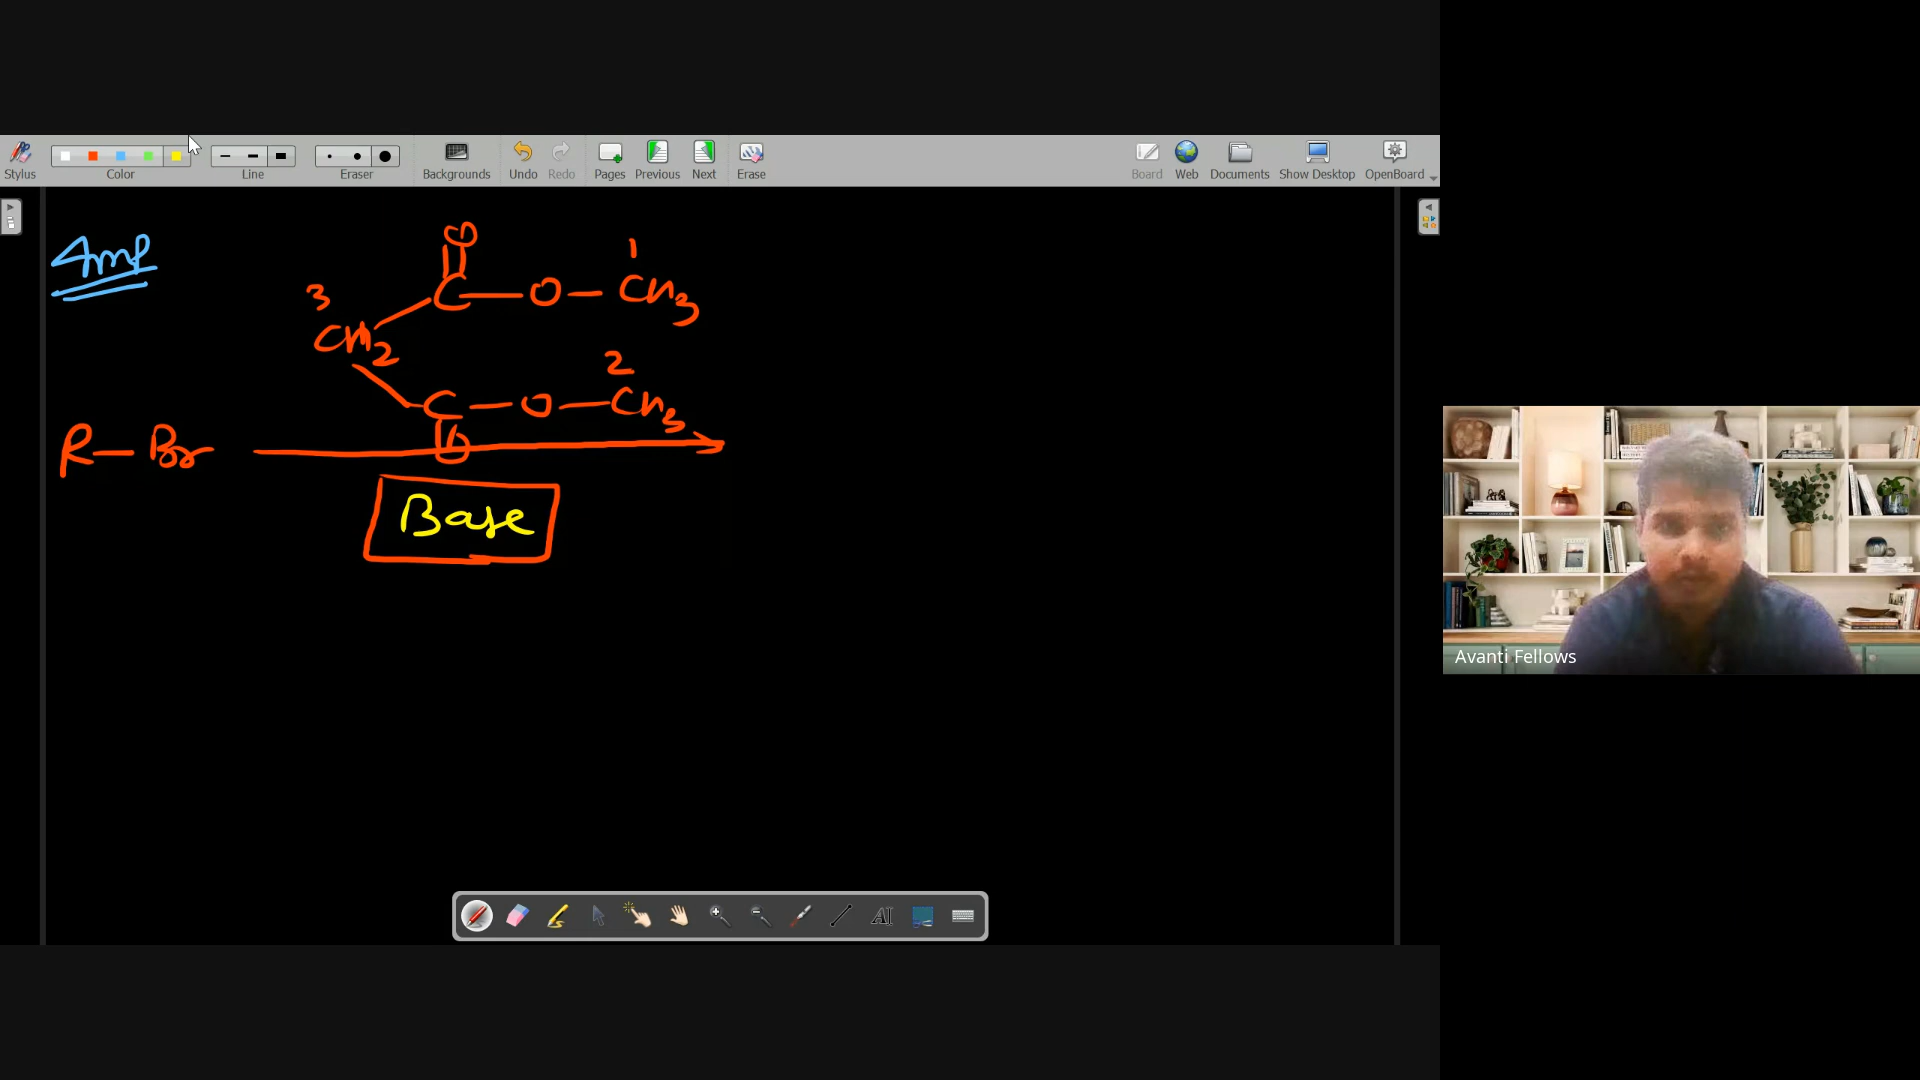 Stylus Color Line Eraser Backgrounds Undo Redo Pages Previous Next Erase Board Web Documents Show Desktop OpenBoard
Imp
O
1
C — O — CH3
3
CH2
2
C — O — CH3
O
R — Br
Base
Avanti Fellows